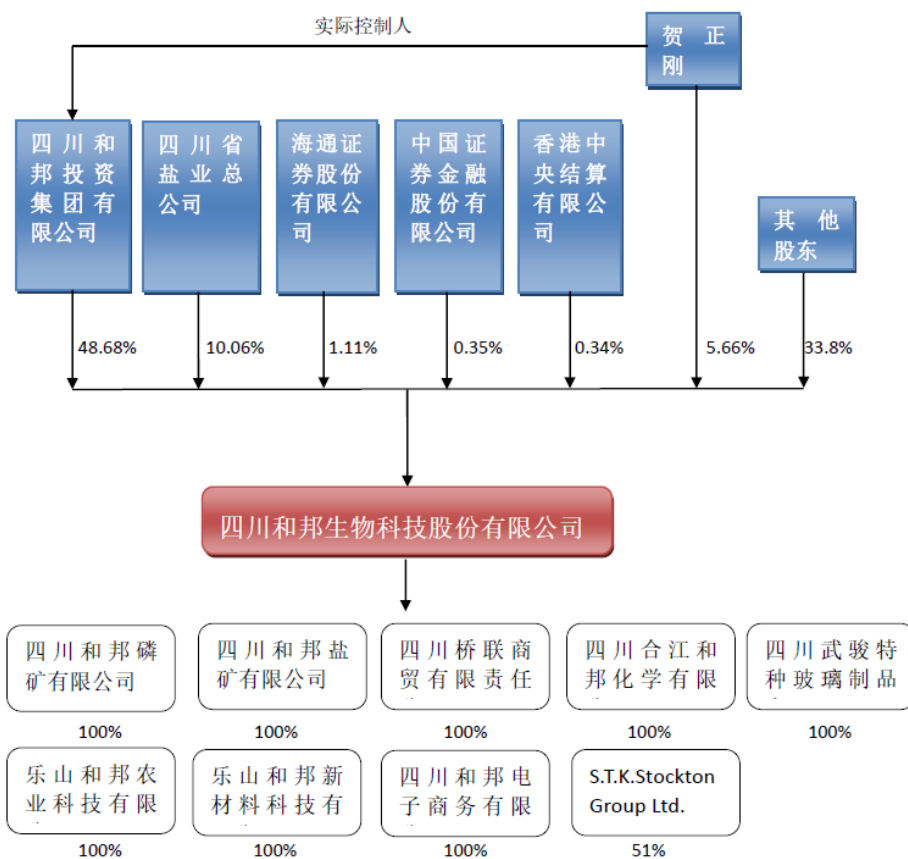 实际控制人
贺正
刚
四川和
邦投资
集团有
限公司
四川省
盐业总
公司
海通证
券股份
有限公
司
中国证
券金融
股份有
限公司
香港中
央结算
有限公
司
其他
股东
48.68%
10.06%
1.11%
0.35%
0.34%
5.66%
33.8%
四川和邦生物科技股份有限公司
四川和邦磷
矿有限公司
四川和邦盐
矿有限公司
四川桥联商
贸有限责任
四川合江和
邦化学有限
四川武骏特
种玻璃制品
100%
100%
100%
100%
100%
乐山和邦农
业科技有限
乐山和邦新
材料科技有
四川和邦电
子商务有限
S.T.K.Stockton
Group Ltd.
100%
100%
100%
51%